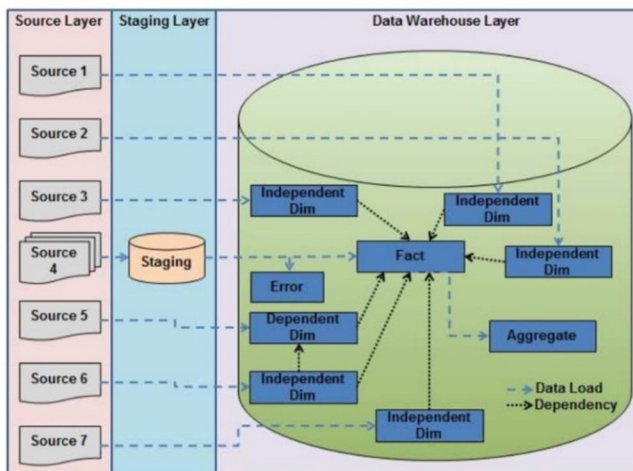 Source Layer
Staging Layer
Data Warehouse Layer
Source 1
Source 2
Source 3
Source
4
Source 5
Source 6
Source 7
Staging
Independent
Dim
Independent
Dim
Fact
Independent
Dim
Error
Dependent Dim
Aggregate
Independent
Dim
Independent
Dim
Data Load
Dependency